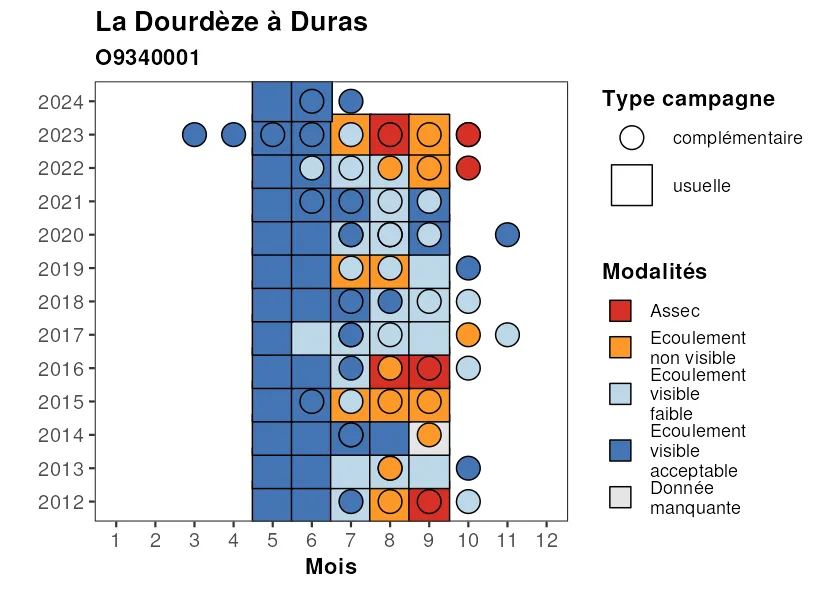 La Dourdèze à Duras
O9340001
2024
2023
2022
2021
2020
2019
2018
2017
2016
2015
2014
2013
2012
1 2 3 4 5 6 7 8 9 10 11 12
Mois
Type campagne
complémentaire
usuelle
Modalités
Assec
Ecoulement
non visible
Ecoulement
visible
faible
Ecoulement
visible
acceptable
Donnée
manquante